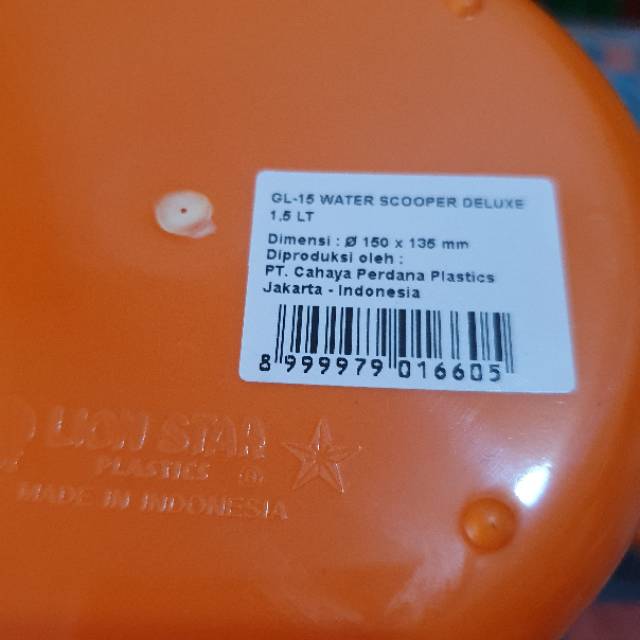 GL-15 WATER SCOOPER DELUXE
1,5 LT
Dimensi : Ø 150 x 135 mm
Diproduksi oleh :
PT. Cahaya Perdana Plastics
Jakarta - Indonesia
8 999979 016605
LION STAR
PLASTICS ®
MADE IN INDONESIA